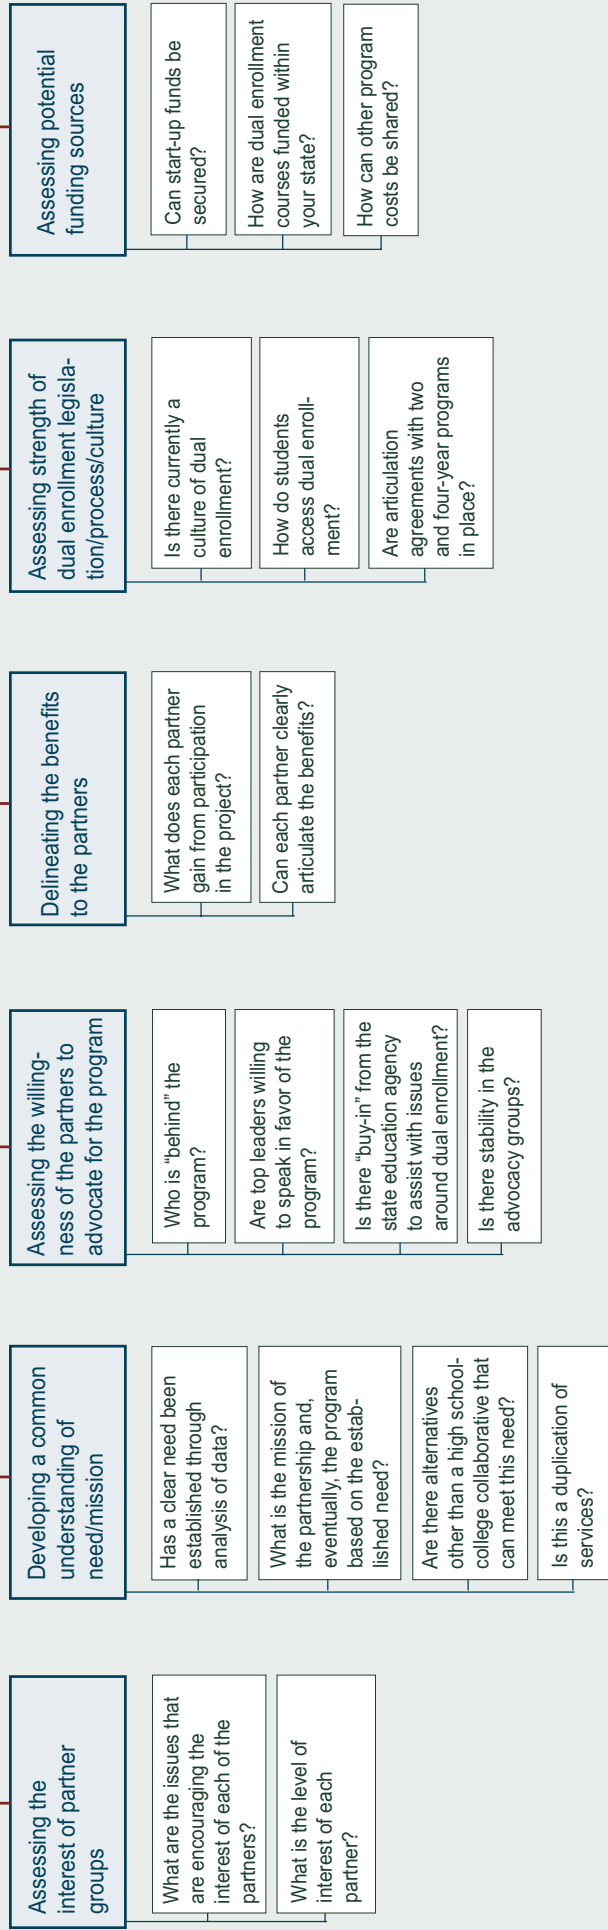 Assessing the
interest of partner
groups
What are the issues that
are encouraging the
interest of each of the
partners?
What is the level of
interest of each
partner?
Developing a common
understanding of
need/mission
Has a clear need been
established through
analysis of data?
What is the mission of
the partnership and,
eventually, the program
based on the estab-
lished need?
Are there alternatives
other than a high school-
college collaborative that
can meet this need?
Is this a duplication of
services?
Assessing the willing-
ness of the partners to
advocate for the program
Who is “behind” the
program?
Are top leaders willing
to speak in favor of the
program?
Is there “buy-in” from the
state education agency
to assist with issues
around dual enrollment?
Is there stability in the
advocacy groups?
Delineating the benefits
to the partners
What does each partner
gain from participation
in the project?
Can each partner clearly
articulate the benefits?
Assessing strength of
dual enrollment legisla-
tion/process/culture
Is there currently a
culture of dual
enrollment?
How do students
access dual enroll-
ment?
Are articulation
agreements with two
and four-year programs
in place?
Assessing potential
funding sources
Can start-up funds be
secured?
How are dual enrollment
courses funded within
your state?
How can other program
costs be shared?